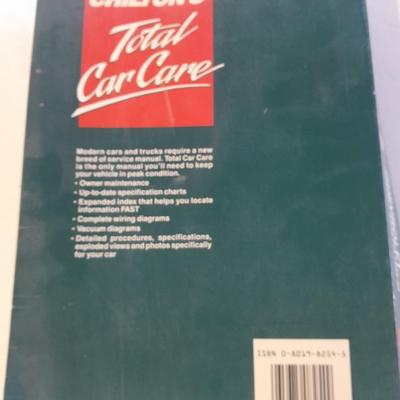 CHILTON'S
Total
Car Care
Modern cars and trucks require a new
breed of service manual. Total Car Care
is the only manual you'll need to keep
your vehicle in peak condition.
• Owner maintenance
• Up-to-date specification charts
• Expanded index that helps you locate
information FAST
• Complete wiring diagrams
• Vacuum diagrams
• Detailed procedures, specifications,
exploded views and photos specifically
for your car
ISBN 0-8019-8254-5